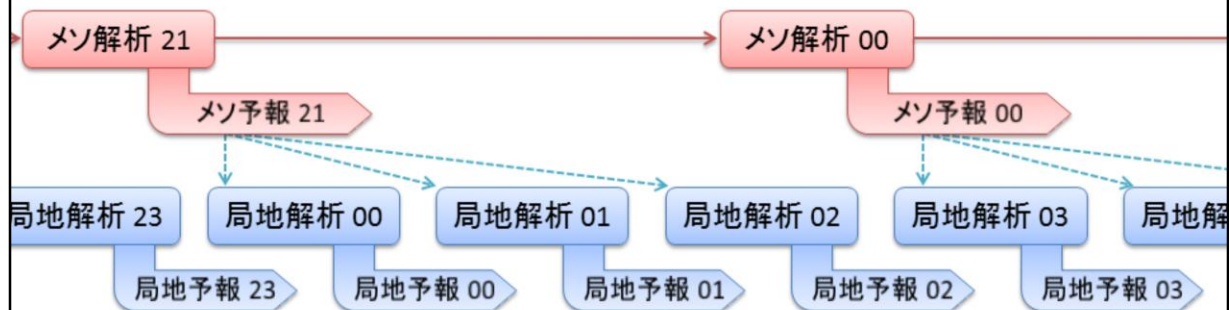 メソ解析 21
メソ解析 00
メソ予報 21
メソ予報 00
局地解析 23
局地解析 00
局地解析 01
局地解析 02
局地解析 03
局地解
局地予報 23
局地予報 00
局地予報 01
局地予報 02
局地予報 03